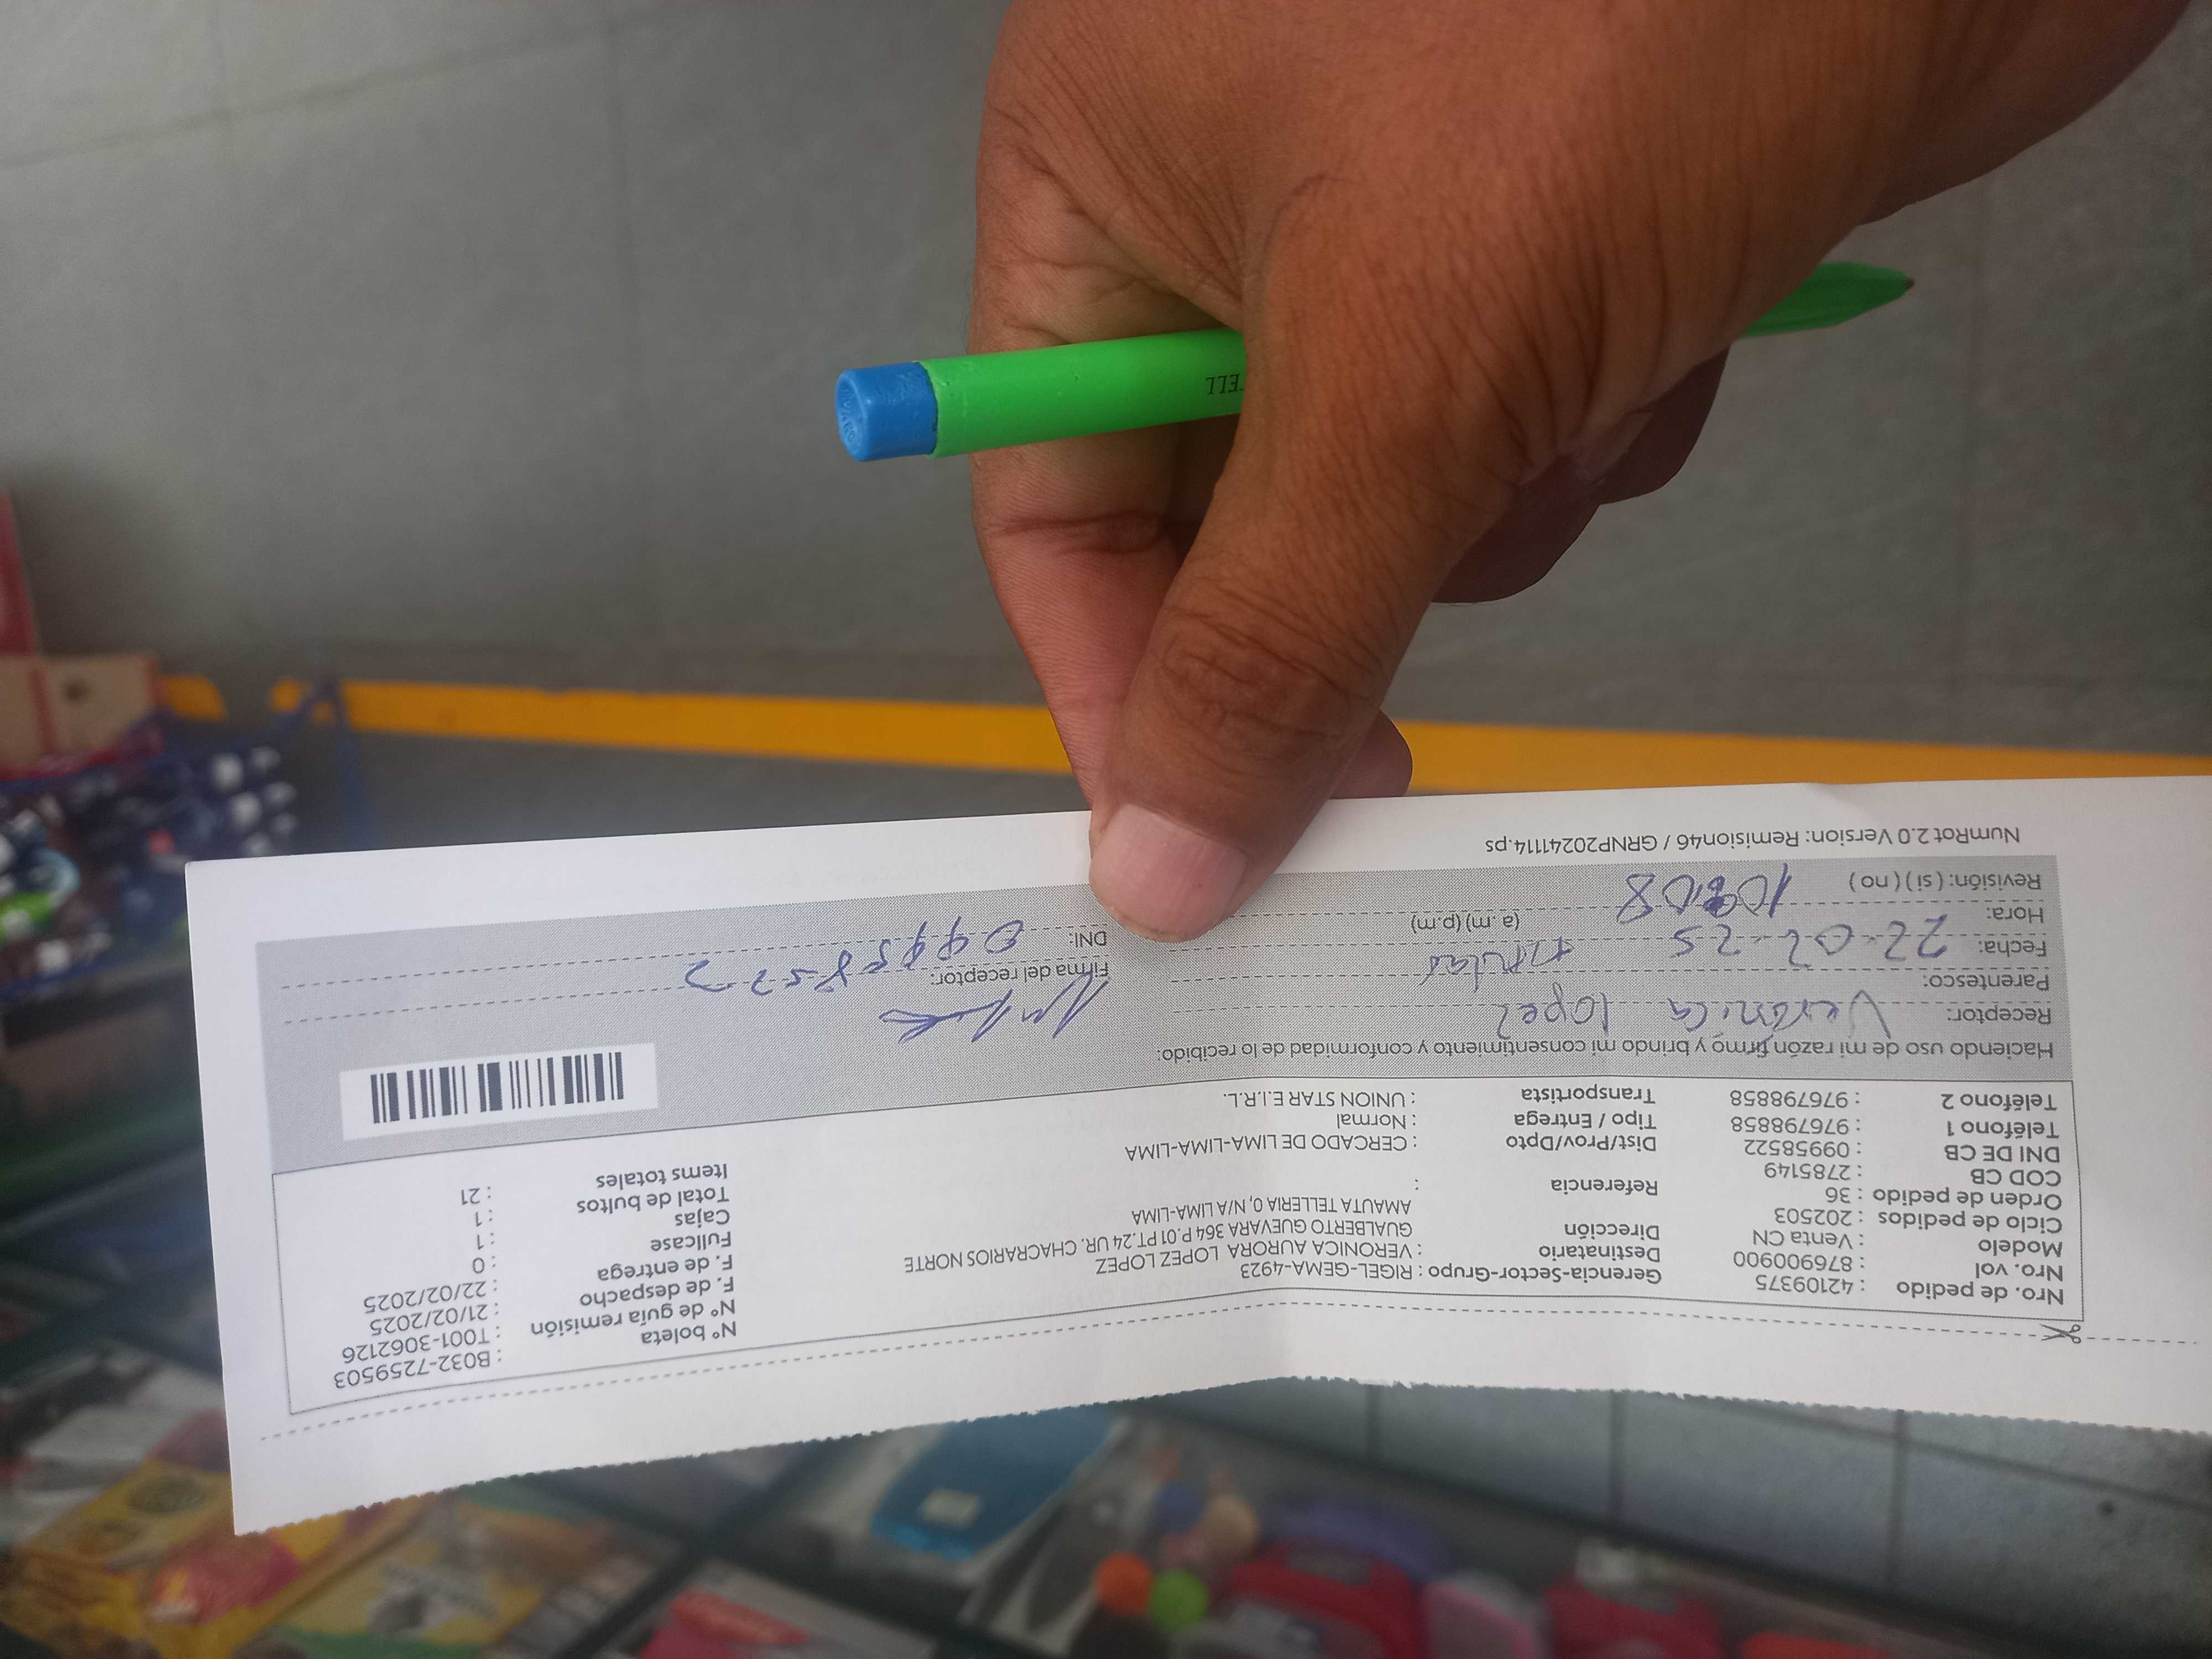 Nro. de pedido : 42109375
Nro. vol : 876900900
Modelo : Venta CN
Ciclo de pedidos : 202503
Orden de pedido : 36
COD CB : 2785149
DNI DE CB : 09958522
Teléfono 1 : 976798858
Teléfono 2 : 976798858
Gerencia-Sector-Grupo : RIGEL-GEMA-4923
Destinatario : VERONICA AURORA LOPEZ LOPEZ
Dirección GUALBERTO GUEVARA 364 P.01 PT.24 UR. CHACRARIOS NORTE
AMAUTA TELLERIA 0, N/A LIMA-LIMA
Referencia :
Dist/Prov/Dpto : CERCADO DE LIMA-LIMA-LIMA
Tipo / Entrega : Normal
Transportista : UNION STAR E.I.R.L.
N° boleta : B032-7259503
N° de guía remisión : T001-3062126
F. de despacho : 21/02/2025
F. de entrega : 22/02/2025
Fullcase : 0
Cajas : 1
Total de bultos : 1
Items totales : 21
Haciendo uso de mi razón firmo y brindo mi consentimiento y conformidad de lo recibido:
Receptor: Veronica lopez
Parentesco: titular
Fecha: 22-02-25
Hora: (a.m) (p.m)
Revisión: ( si ) ( no )
Firma del receptor:
DNI:
NumRot 2.0 Version: Remision46 / GRNP20241114.ps
TELL